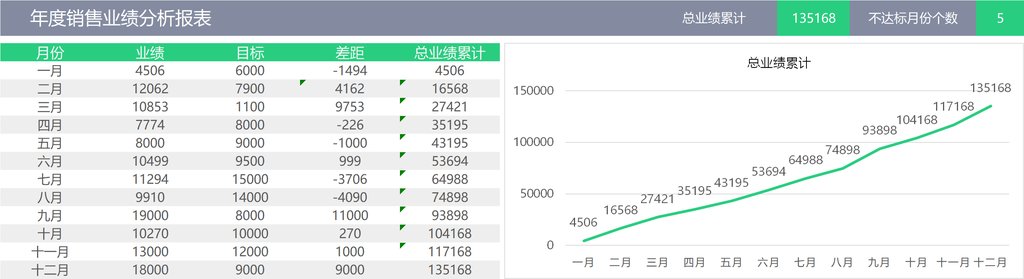 年度销售业绩分析报表 总业绩累计 135168 不达标月份个数 5
月份 业绩 目标 差距 总业绩累计
一月 4506 6000 -1494 4506
二月 12062 7900 4162 16568
三月 10853 1100 9753 27421
四月 7774 8000 -226 35195
五月 8000 9000 -1000 43195
六月 10499 9500 999 53694
七月 11294 15000 -3706 64988
八月 9910 14000 -4090 74898
九月 19000 8000 11000 93898
十月 10270 10000 270 104168
十一月 13000 12000 1000 117168
十二月 18000 9000 9000 135168
总业绩累计
150000
100000
50000
0
4506
16568
27421
35195
43195
53694
64988
74898
93898
104168
117168
135168
一月 二月 三月 四月 五月 六月 七月 八月 九月 十月 十一月 十二月